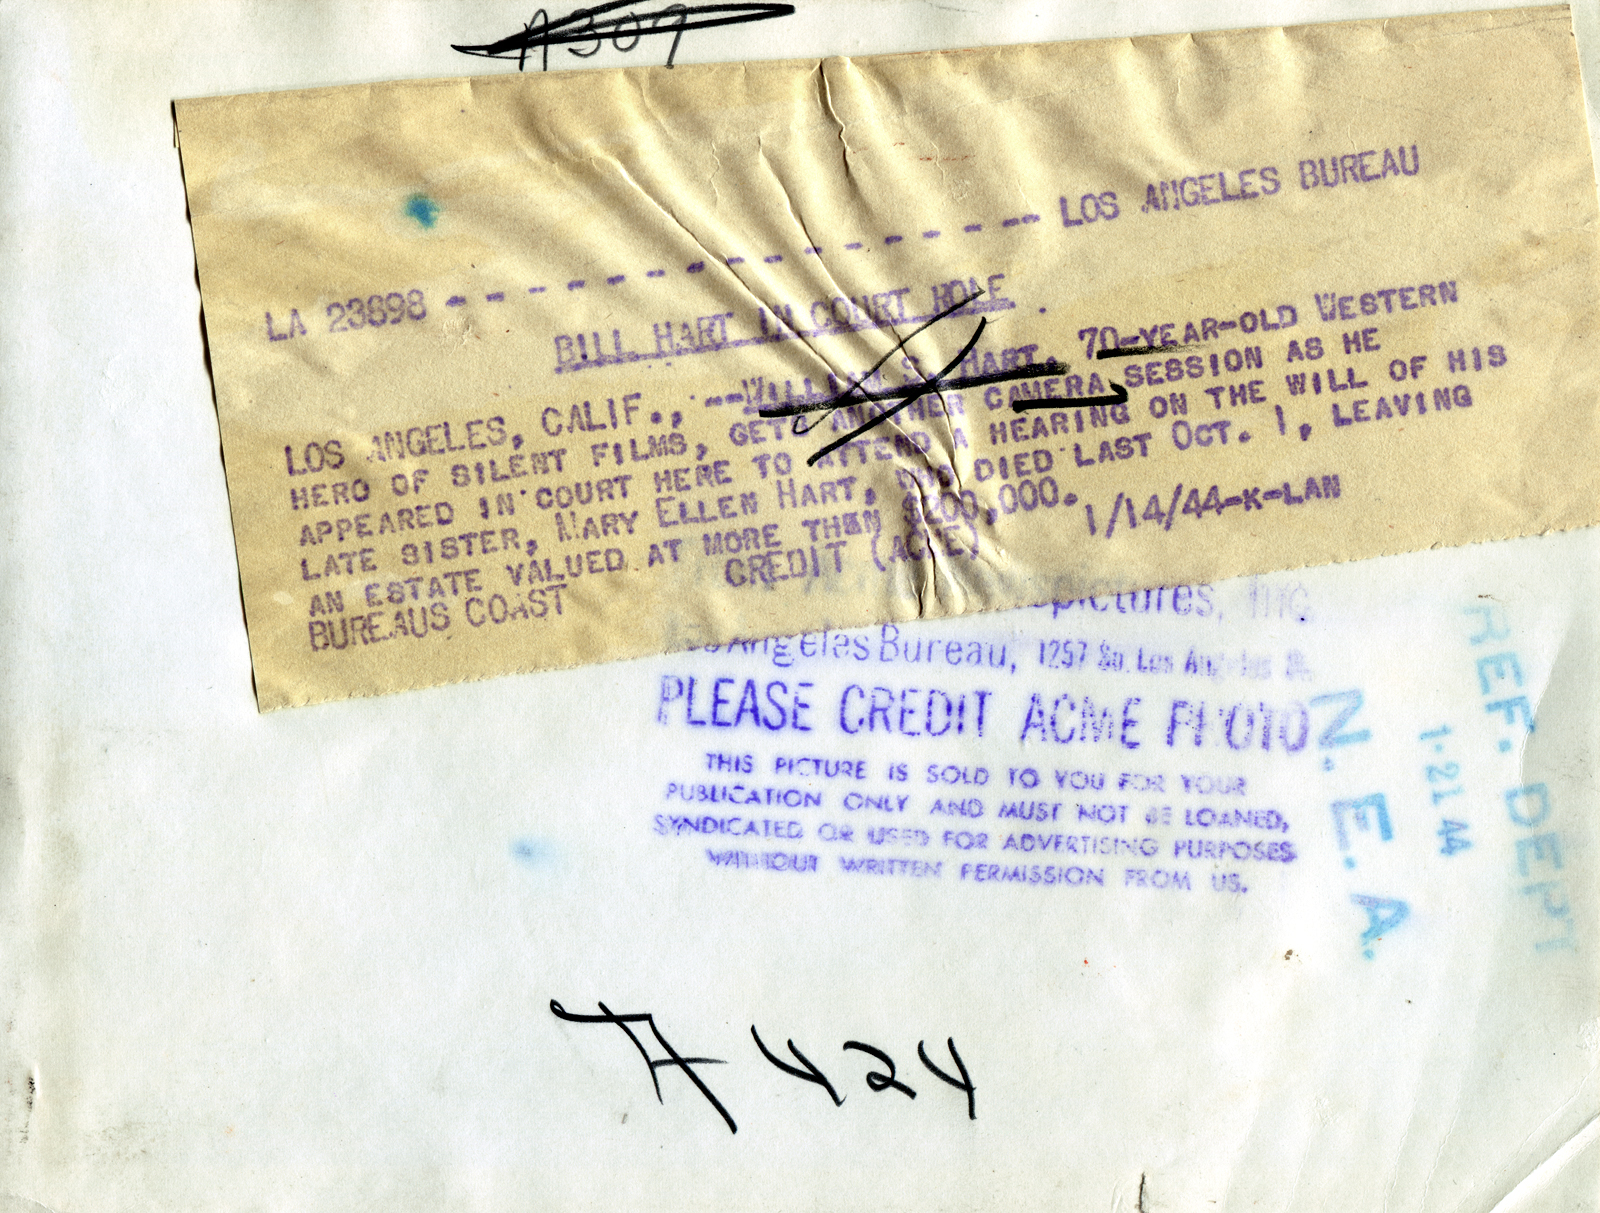 A309
LA 23898 - - - - - - - - - - - - - -- LOS ANGELES BUREAU
BILL HART IN COURT ROLE
LOS ANGELES, CALIF., --WILLIAM S. HART, 70-YEAR-OLD WESTERN
HERO OF SILENT FILMS, GETS ANOTHER CAMERA SESSION AS HE
APPEARED IN COURT HERE TO ATTEND A HEARING ON THE WILL OF HIS
LATE SISTER, MARY ELLEN HART, WHO DIED LAST OCT. 1, LEAVING
AN ESTATE VALUED AT MORE THAN $200,000.
BUREAUS COAST CREDIT (ACME) 1/14/44-K-LAN
pictures, Inc
Los Angeles Bureau, 1257 So. Los Angeles St.
PLEASE CREDIT ACME PHOTO
THIS PICTURE IS SOLD TO YOU FOR YOUR
PUBLICATION ONLY AND MUST NOT BE LOANED,
SYNDICATED OR USED FOR ADVERTISING PURPOSES
WITHOUT WRITTEN PERMISSION FROM US.
REF. DEPT
1·21 44
N. E. A.
A 424